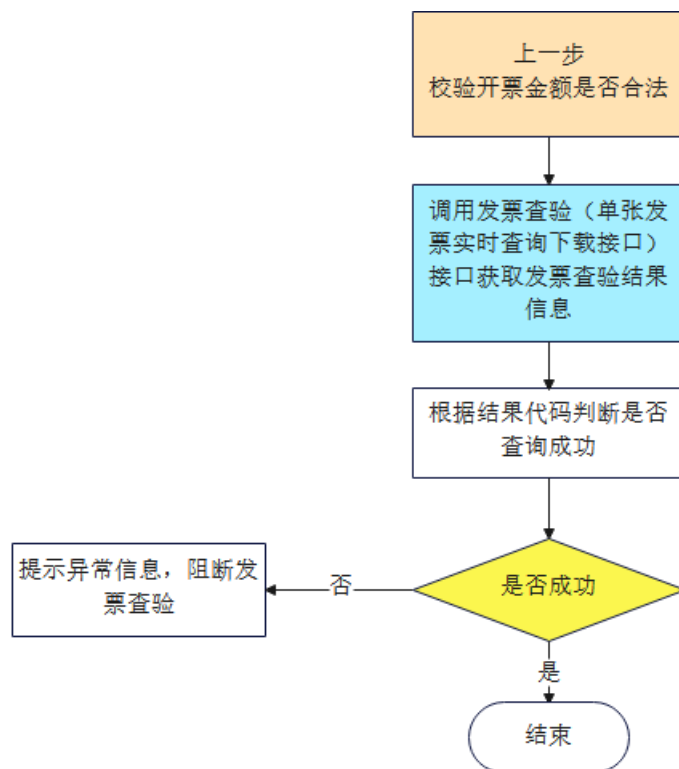 上一步
校验开票金额是否合法
调用发票查验（单张发
票实时查询下载接口）
接口获取发票查验结果
信息
根据结果代码判断是否
查询成功
是否成功
否
提示异常信息，阻断发
票查验
是
结束